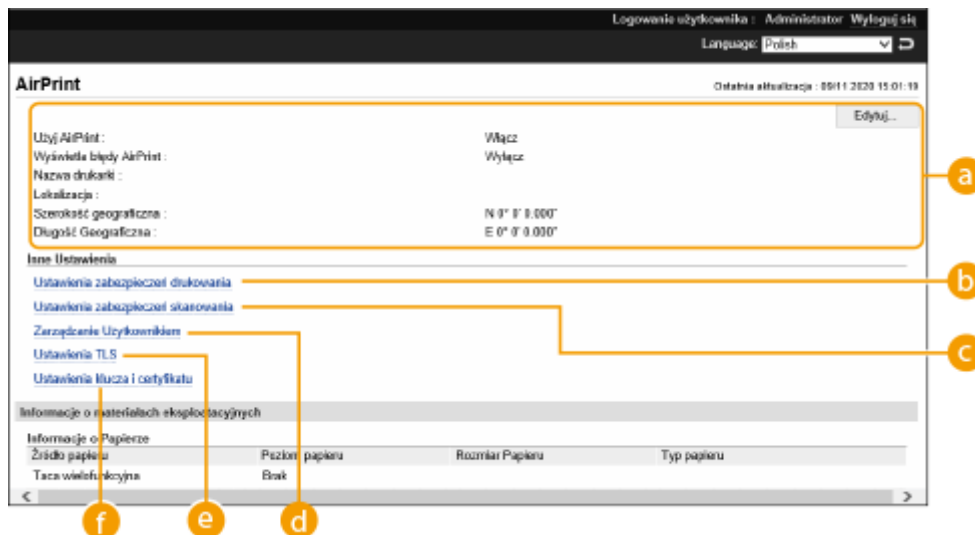 Logowanie użytkownika : Administrator Wyloguj się
Language: Polish
AirPrint
Ostatnia aktualizacja : 09/11 2020 15:01:19
Edytuj...
Użyj AirPrint : Włącz
Wyświetla błędy AirPrint : Wyłącz
Nazwa drukarki :
Lokalizacja :
Szerokość geograficzna : N 0° 0' 0.000"
Długość Geograficzna : E 0° 0' 0.000"
a
Inne Ustawienia
Ustawienia zabezpieczeń drukowania
b
Ustawienia zabezpieczeń skanowania
Zarządzanie Użytkownikiem
c
Ustawienia TLS
Ustawienia klucza i certyfikatu
Informacje o materiałach eksploatacyjnych
Informacje o Papierze
Źródło papieru Poziom papieru Rozmiar Papieru Typ papieru
Taca wielofunkcyjna Brak
f e d